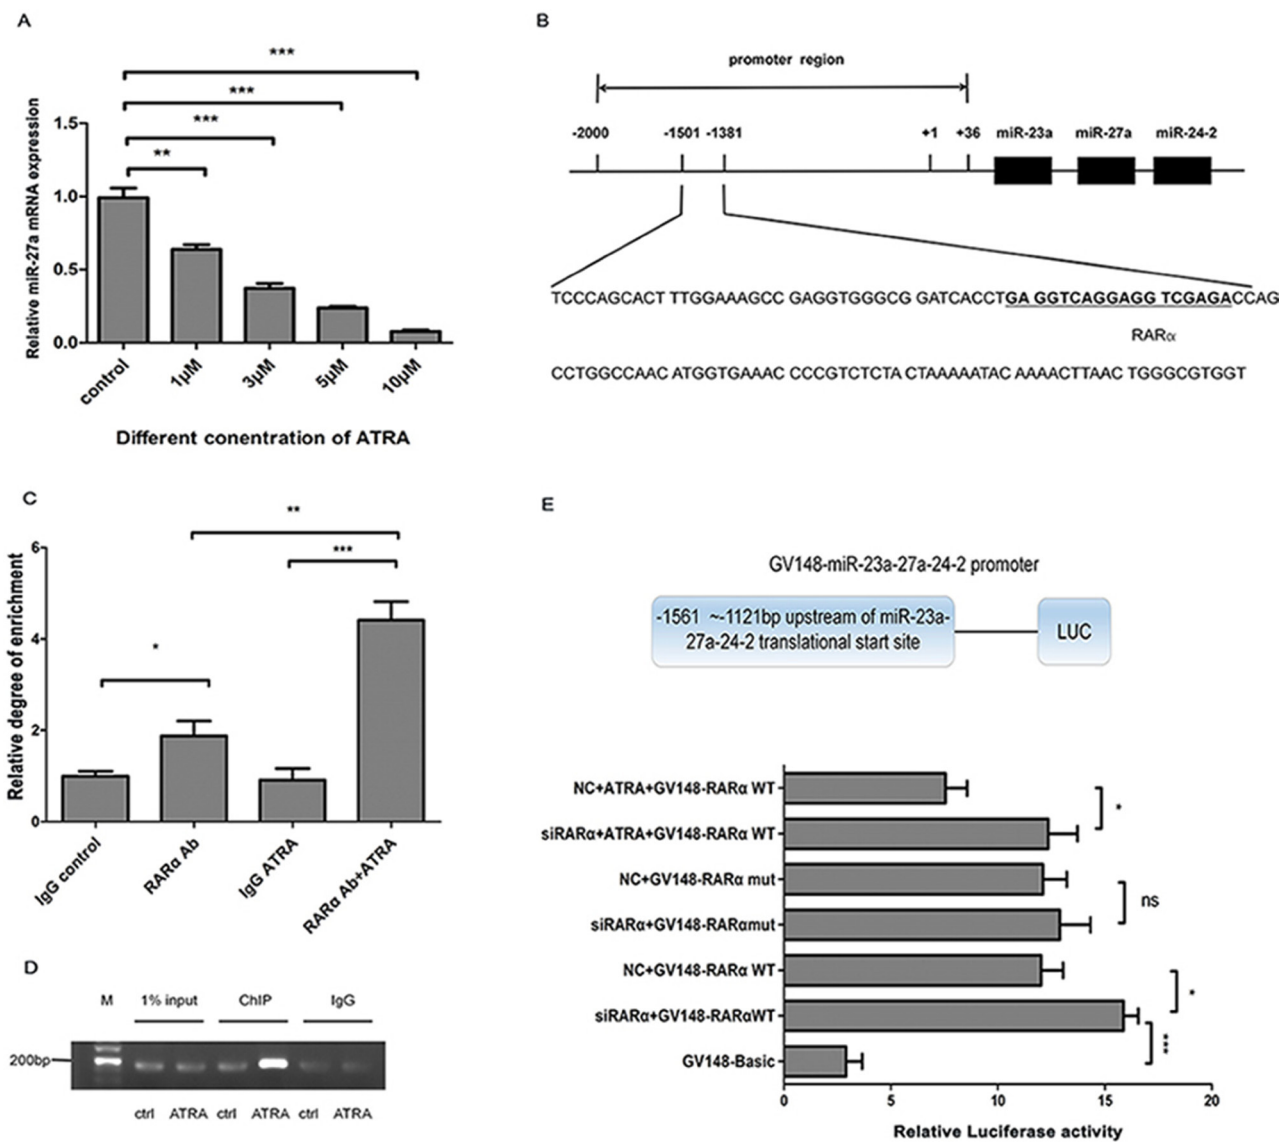 A
***
***
***
**
Relative miR-27a mRNA expression
1.5
1.0
0.5
0.0
control
1µM
3µM
5µM
10µM
Different conentration of ATRA
B
promoter region
-2000
-1501
-1381
+1
+36
miR-23a
miR-27a
miR-24-2
TCCCAGCACT TTGGAAAGCC GAGGTGGGCG GATCACCTGA GGTCAGGAGG TCGAGACCAG
RARα
CCTGGCCAAC ATGGTGAAAC CCCGTCTCTA CTAAAAATAC AAAACTTAAC TGGGCGTGGT
C
**
***
*
Relative degree of enrichment
6
4
2
0
IgG control
RARα Ab
IgG ATRA
RARα Ab+ATRA
D
M
1% input
ChIP
IgG
200bp
ctrl
ATRA
ctrl
ATRA
ctrl
ATRA
E
GV148-miR-23a-27a-24-2 promoter
-1561 ~-1121bp upstream of miR-23a-
27a-24-2 translational start site
LUC
NC+ATRA+GV148-RARα WT
*
siRARα+ATRA+GV148-RARα WT
NC+GV148-RARα mut
ns
siRARα+GV148-RARαmut
NC+GV148-RARα WT
*
siRARα+GV148-RARαWT
***
GV148-Basic
0
5
10
15
20
Relative Luciferase activity